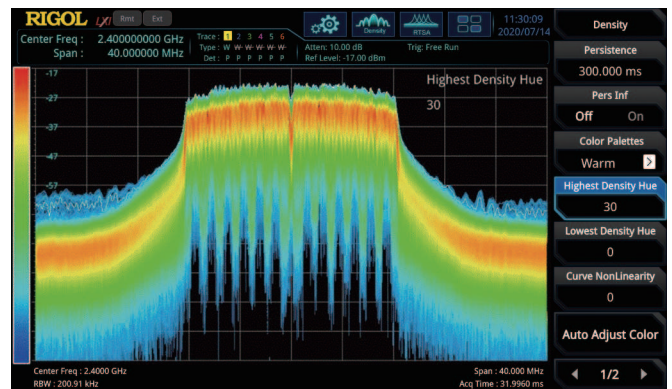 RIGOL LXI Rmt Ext
Center Freq : 2.400000000 GHz
Span : 40.000000 MHz
Trace : 1 2 3 4 5 6
Type : W W W W W W
Det : P P P P P P
Density
RTSA
Atten: 10.00 dB
Ref Level: -17.00 dBm
Trig: Free Run
11:30:09
2020/07/14
-17
-27
-37
-47
-57
Highest Density Hue
30
Center Freq : 2.4000 GHz
RBW : 200.91 kHz
Span : 40.000 MHz
Acq Time : 31.9960 ms
Density
Persistence
300.000 ms
Pers Inf
Off On
Color Palettes
Warm
Highest Density Hue
30
Lowest Density Hue
0
Curve NonLinearity
0
Auto Adjust Color
1/2